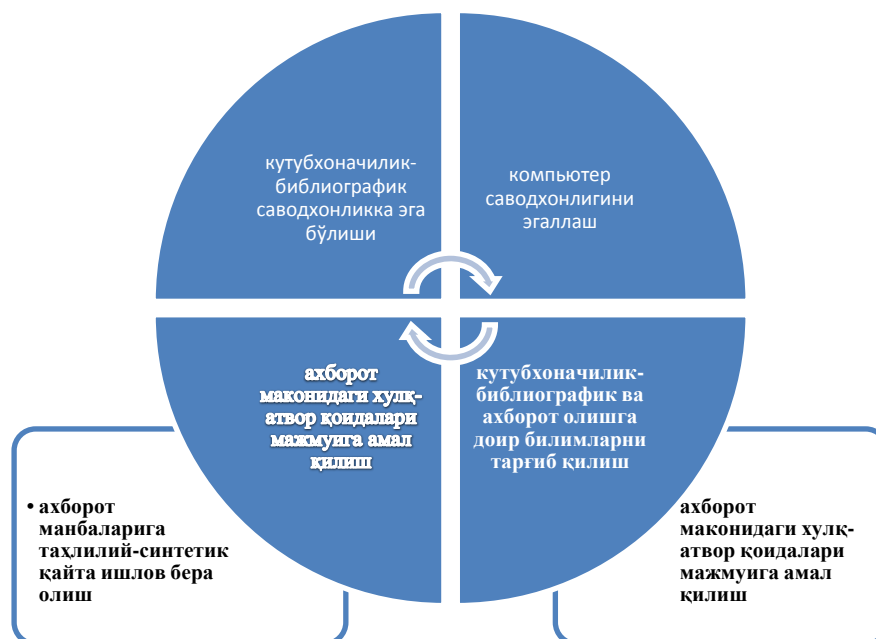 кутубхоначилик-
библиографик
саводхонликка эга
бўлиши
компьютер
саводхонлигини
эгаллаш
ахборот
маконидаги хулқ-
атвор қоидалари
мажмуига амал
қилиш
кутубхоначилик-
библиографик ва
ахборот олишга
доир билимларни
тарғиб қилиш
• ахборот
манбаларига
таҳлилий-синтетик
қайта ишлов бера
олиш
ахборот
маконидаги хулқ-
атвор қоидалари
мажмуига амал
қилиш